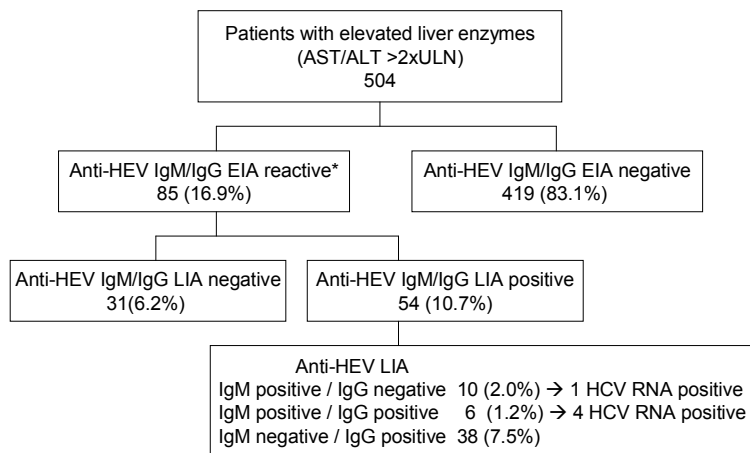 Patients with elevated liver enzymes
(AST/ALT >2xULN)
504
Anti-HEV IgM/IgG EIA reactive*
85 (16.9%)
Anti-HEV IgM/IgG EIA negative
419 (83.1%)
Anti-HEV IgM/IgG LIA negative
31(6.2%)
Anti-HEV IgM/IgG LIA positive
54 (10.7%)
Anti-HEV LIA
IgM positive / IgG negative 10 (2.0%) → 1 HCV RNA positive
IgM positive / IgG positive 6 (1.2%) → 4 HCV RNA positive
IgM negative / IgG positive 38 (7.5%)